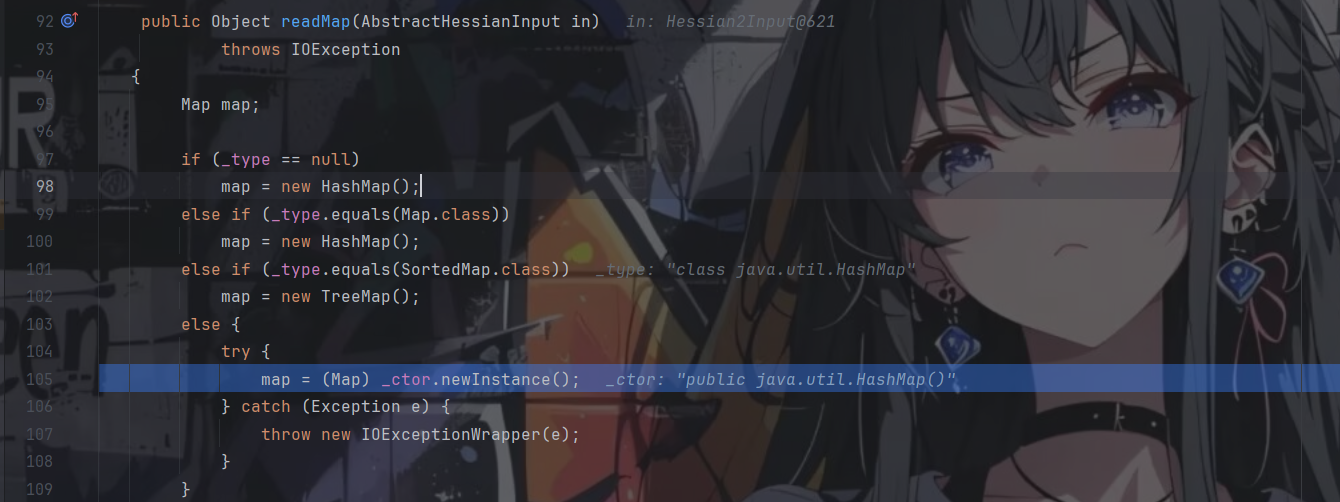 92 public Object readMap(AbstractHessianInput in) in: Hessian2Input@621
93 throws IOException
94 {
95 Map map;
96
97 if (_type == null)
98 map = new HashMap();
99 else if (_type.equals(Map.class))
100 map = new HashMap();
101 else if (_type.equals(SortedMap.class)) _type: "class java.util.HashMap"
102 map = new TreeMap();
103 else {
104 try {
105 map = (Map) _ctor.newInstance(); _ctor: "public java.util.HashMap()"
106 } catch (Exception e) {
107 throw new IOExceptionWrapper(e);
108 }
109 }